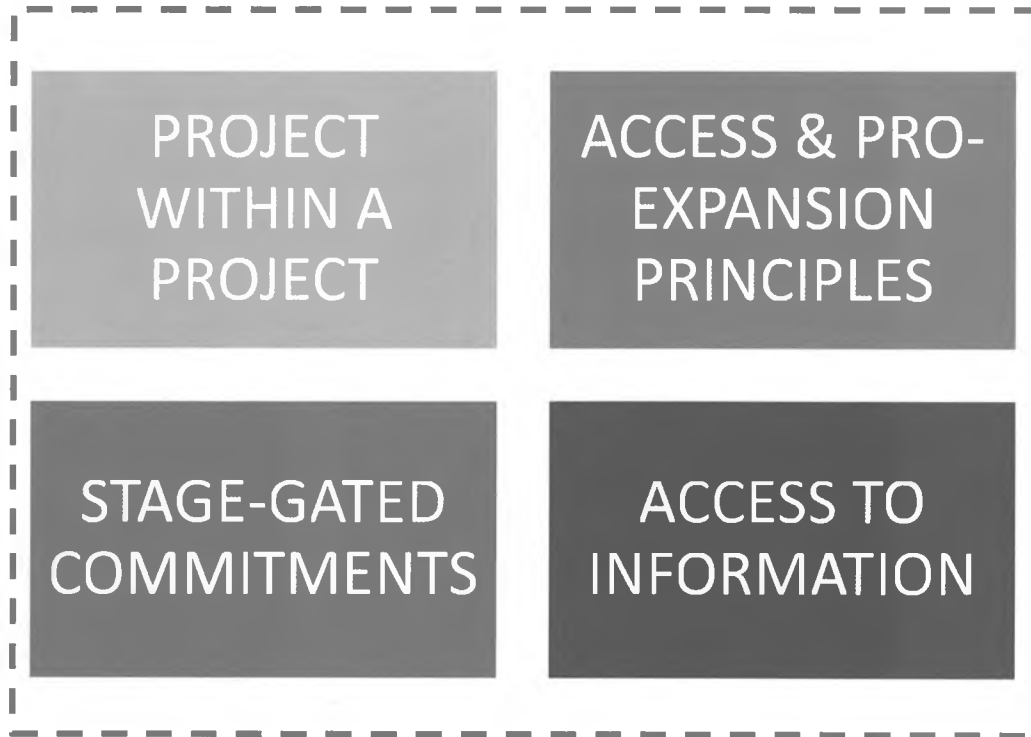 PROJECT
WITHIN A
PROJECT
ACCESS & PRO-
EXPANSION
PRINCIPLES
STAGE-GATED
COMMITMENTS
ACCESS TO
INFORMATION